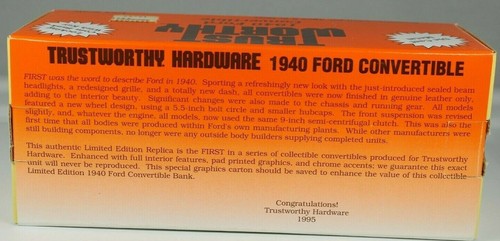 TRUST
WORTHY
TRUSTWORTHY HARDWARE 1940 FORD CONVERTIBLE
FIRST was the word to describe Ford in 1940. Sporting a refreshingly new look with the just-introduced sealed beam
headlights, a redesigned grille, and a totally new dash, all convertibles were now finished in genuine leather only,
adding to the interior beauty. Significant changes were also made to the chassis and running gear. All models
featured a new wheel design, using a 5.5-inch bolt circle and smaller hubcaps. The front suspension was revised
slightly, and, whatever the engine, all models, now used the same 9-inch semi-centrifugal clutch. This was also the
first time that all bodies were produced within Ford's own manufacturing plants. While other manufacturers were
still building components, no longer were any outside body builders supplying completed units.
This authentic Limited Edition Replica is the FIRST in a series of collectible convertibles produced for Trustworthy
Hardware. Enhanced with full interior features, pad printed graphics, and chrome accents; we guarantee this exact
unit will never be reproduced. This special graphics carton should be saved to enhance the value of this collectible
Limited Edition 1940 Ford Convertible Bank.
Congratulations!
Trustworthy Hardware
1995